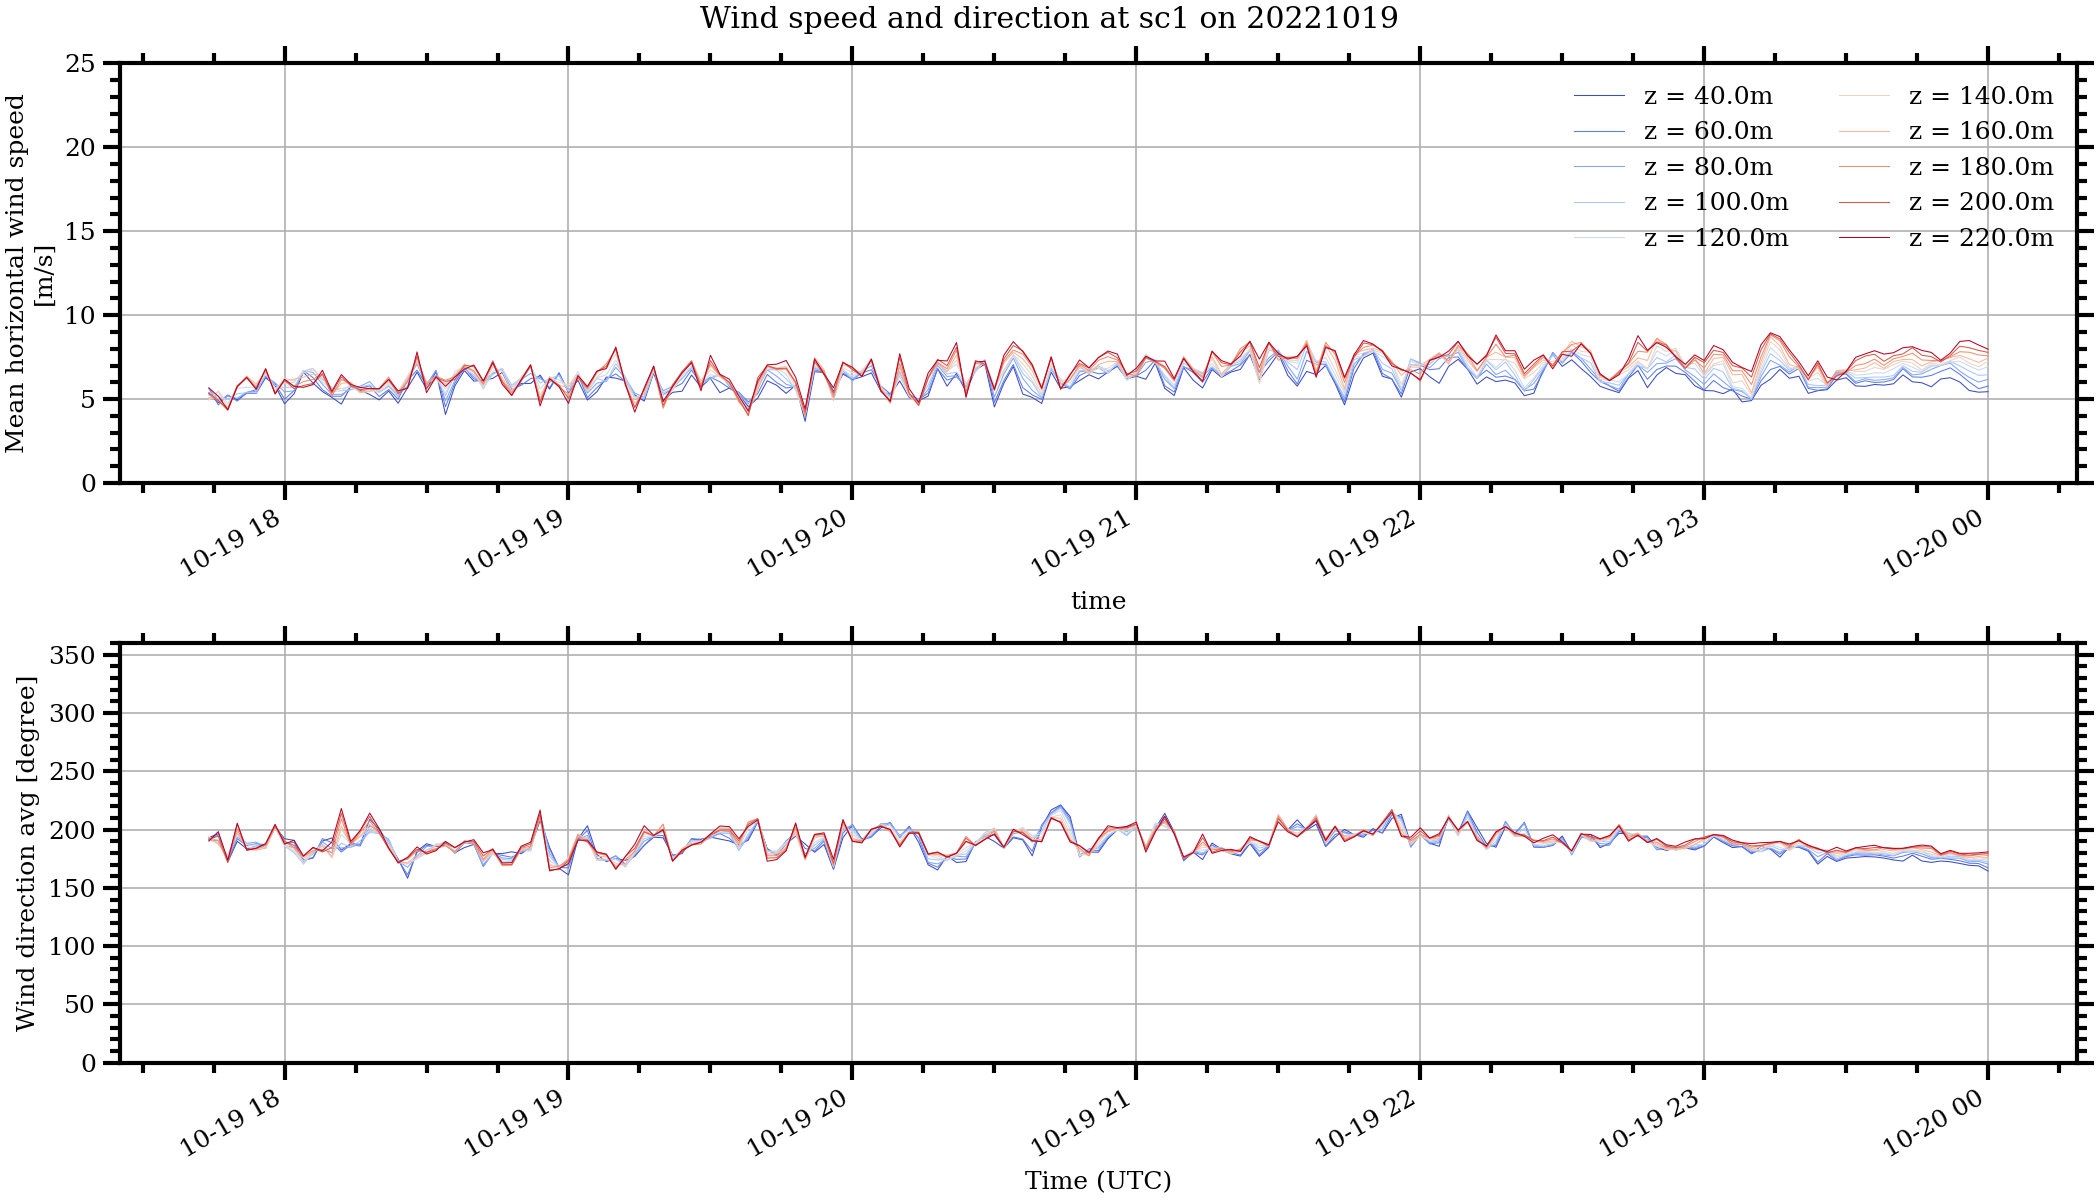 Wind speed and direction at sc1 on 20221019
Mean horizontal wind speed
[m/s]
25
20
15
10
5
0
z = 40.0m
z = 60.0m
z = 80.0m
z = 100.0m
z = 120.0m
z = 140.0m
z = 160.0m
z = 180.0m
z = 200.0m
z = 220.0m
10-19 18
10-19 19
10-19 20
10-19 21
10-19 22
10-19 23
10-20 00
time
Wind direction avg [degree]
350
300
250
200
150
100
50
0
10-19 18
10-19 19
10-19 20
10-19 21
10-19 22
10-19 23
10-20 00
Time (UTC)